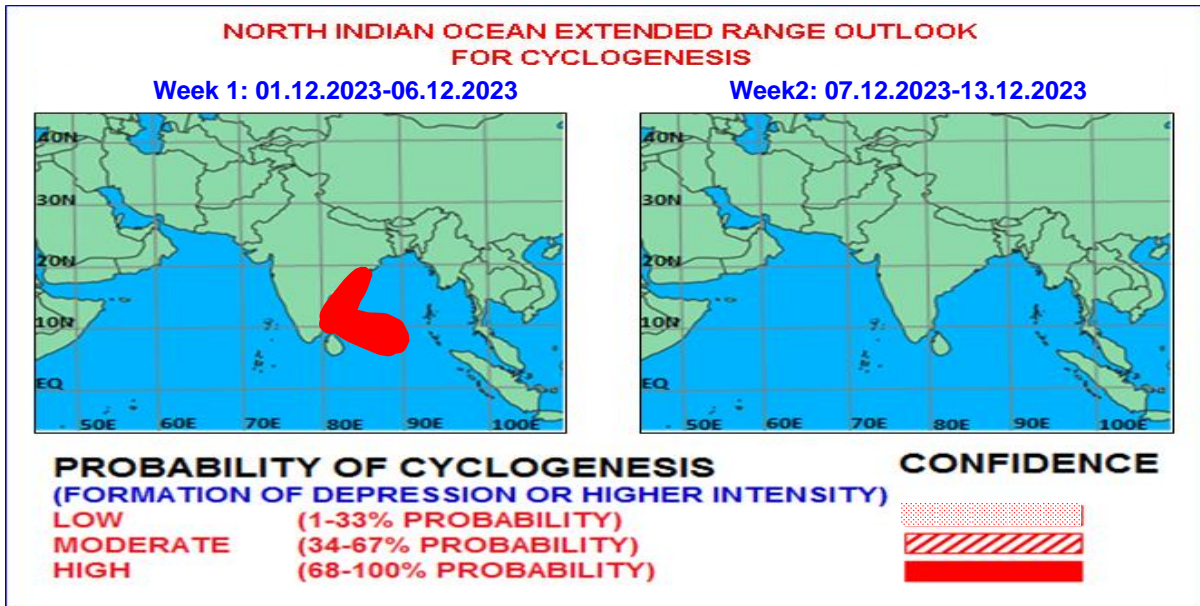 NORTH INDIAN OCEAN EXTENDED RANGE OUTLOOK
FOR CYCLOGENESIS
Week 1: 01.12.2023-06.12.2023
Week2: 07.12.2023-13.12.2023
40N
30N
20N
10N
EQ
50E 60E 70E 80E 90E 100E
40N
30N
20N
10N
EQ
50E 60E 70E 80E 90E 100E
PROBABILITY OF CYCLOGENESIS CONFIDENCE
(FORMATION OF DEPRESSION OR HIGHER INTENSITY)
LOW (1-33% PROBABILITY)
MODERATE (34-67% PROBABILITY)
HIGH (68-100% PROBABILITY)